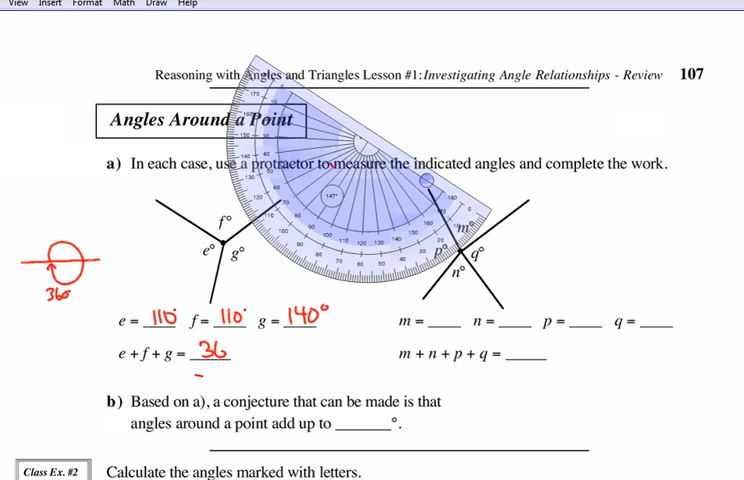 View Insert Format Math Draw Help
Reasoning with Angles and Triangles Lesson #1: Investigating Angle Relationships - Review 107
Angles Around a Point
a) In each case, use a protractor to measure the indicated angles and complete the work.
147°
f° m°
e° g° p° q°
n°
360°
e = 110° f = 110° g = 140° m = ____ n = ____ p = ____ q = ____
e + f + g = 36 m + n + p + q = ____
b) Based on a), a conjecture that can be made is that
angles around a point add up to ______°.
Class Ex. #2 Calculate the angles marked with letters.